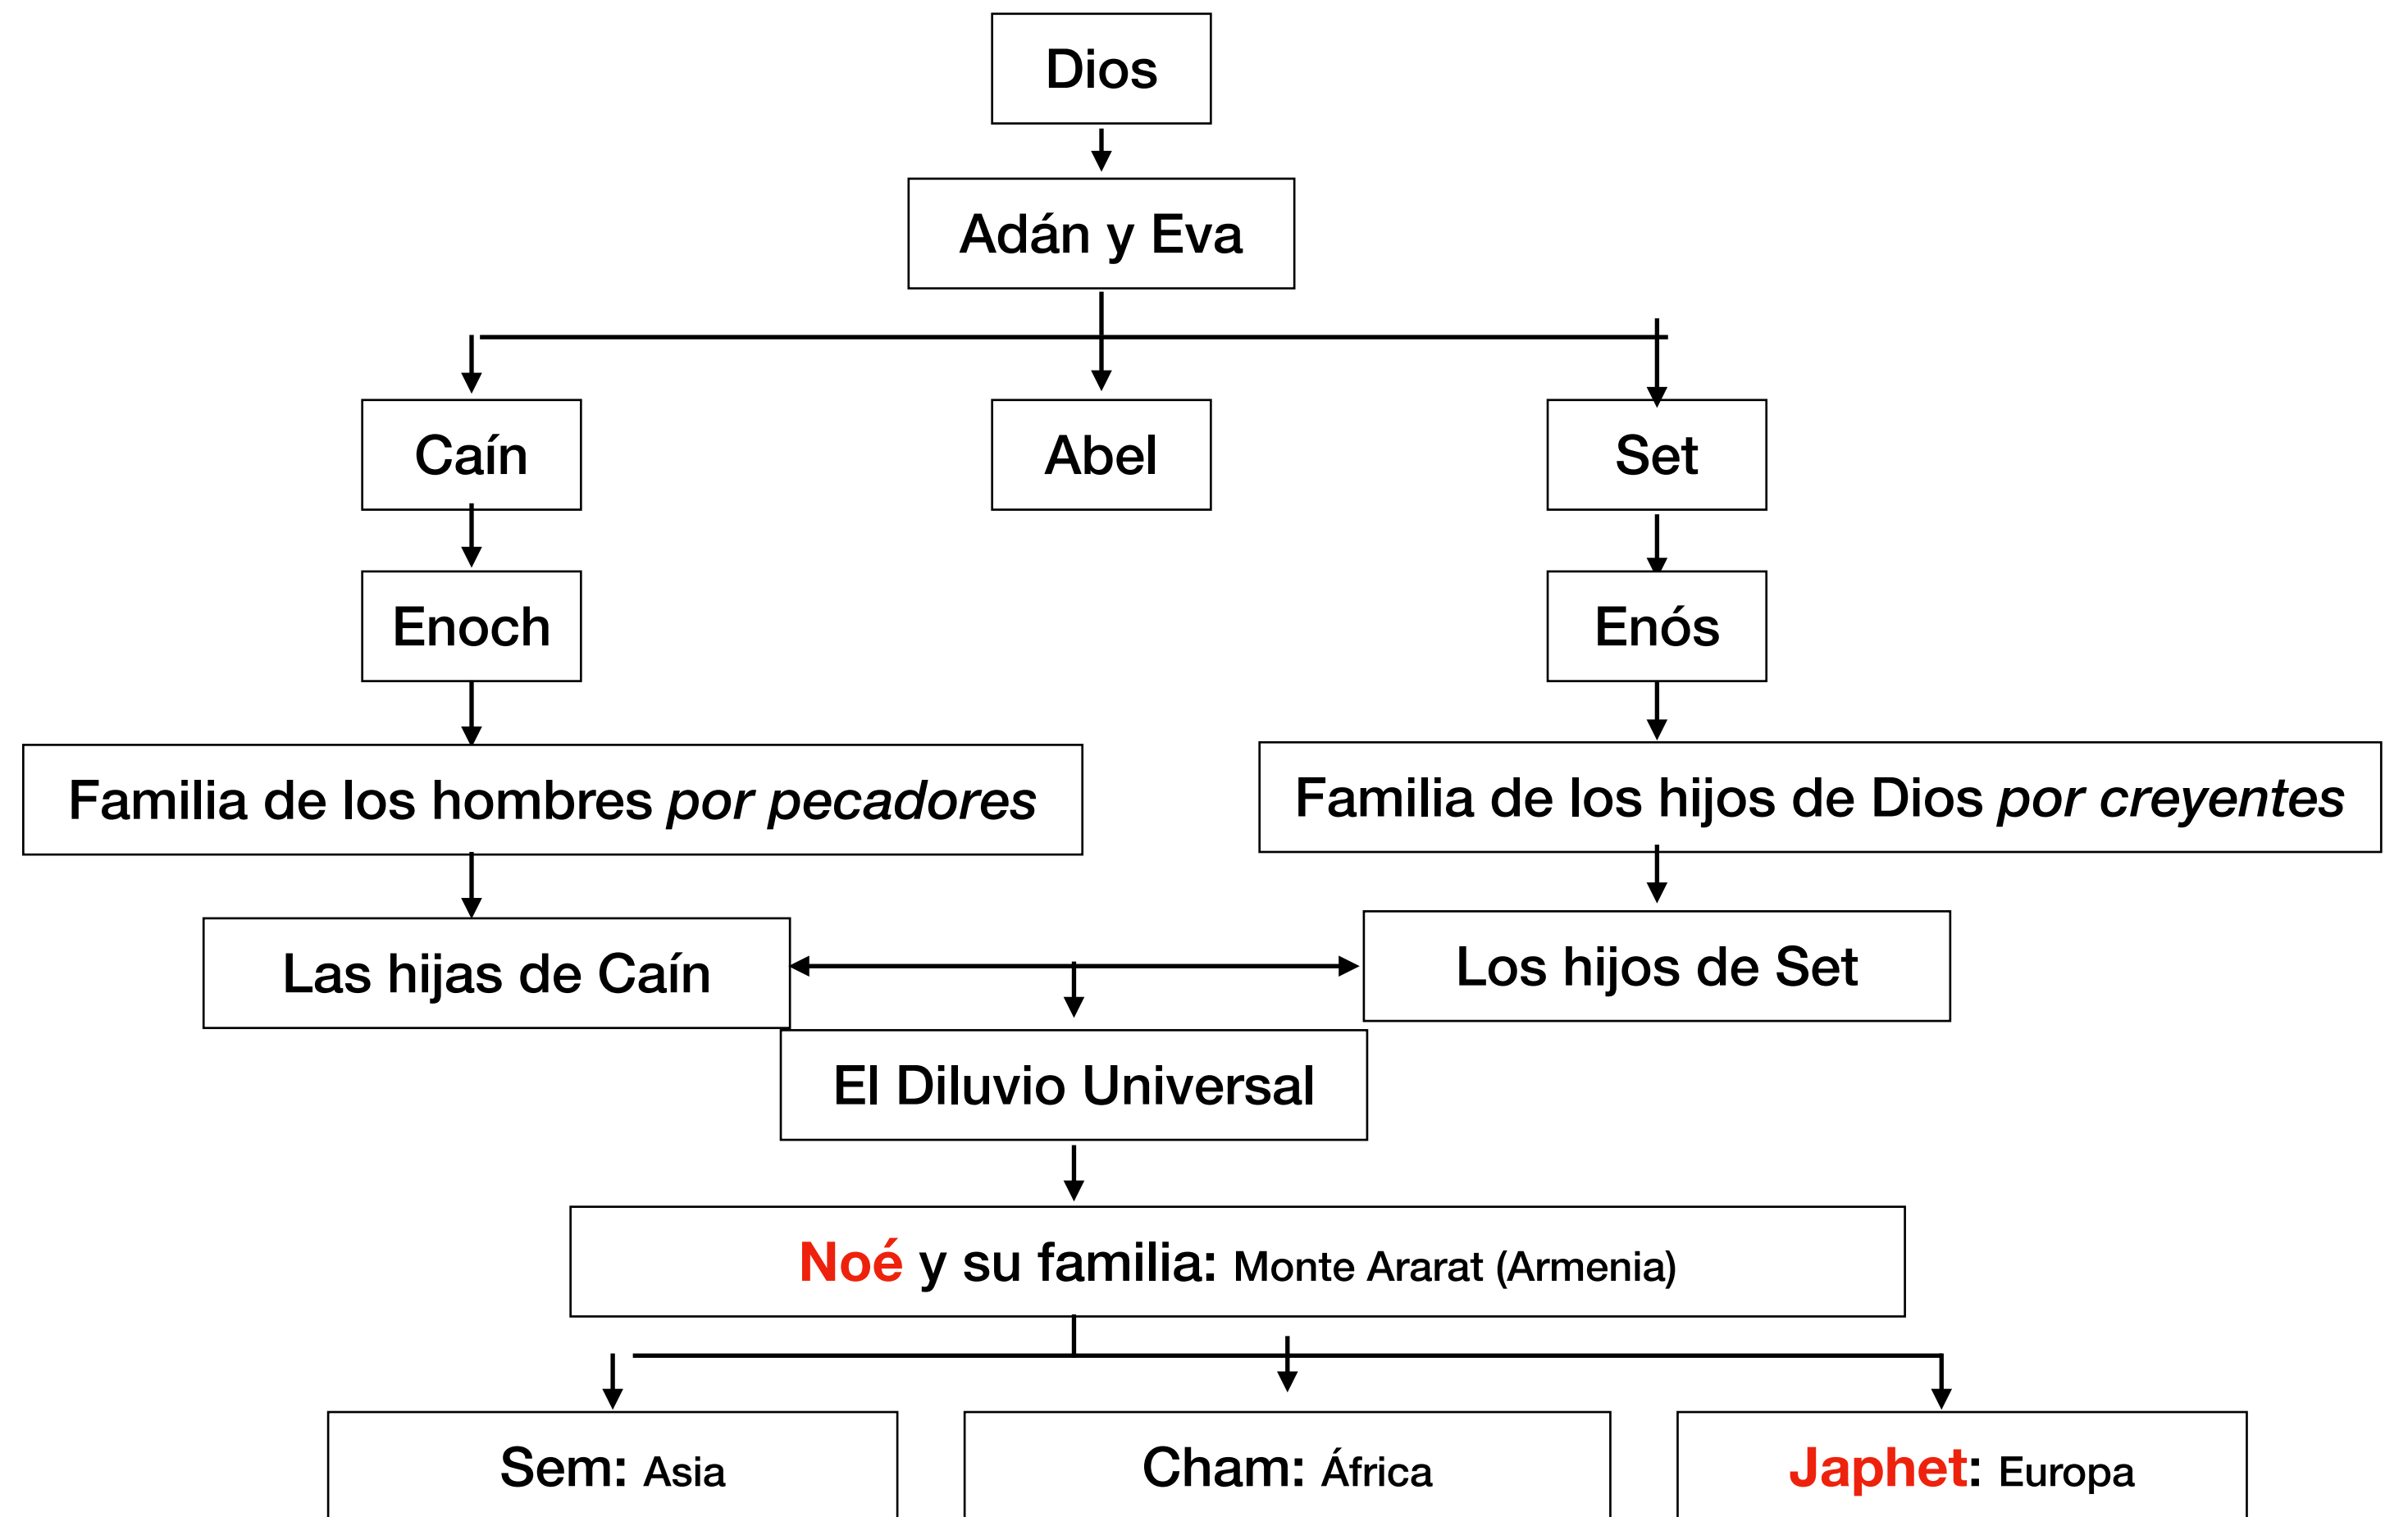 Dios
Adán y Eva
Caín
Abel
Set
Enoch
Enós
Familia de los hombres por pecadores
Familia de los hijos de Dios por creyentes
Las hijas de Caín
Los hijos de Set
El Diluvio Universal
Noé y su familia: Monte Ararat (Armenia)
Sem: Asia
Cham: África
Japhet: Europa